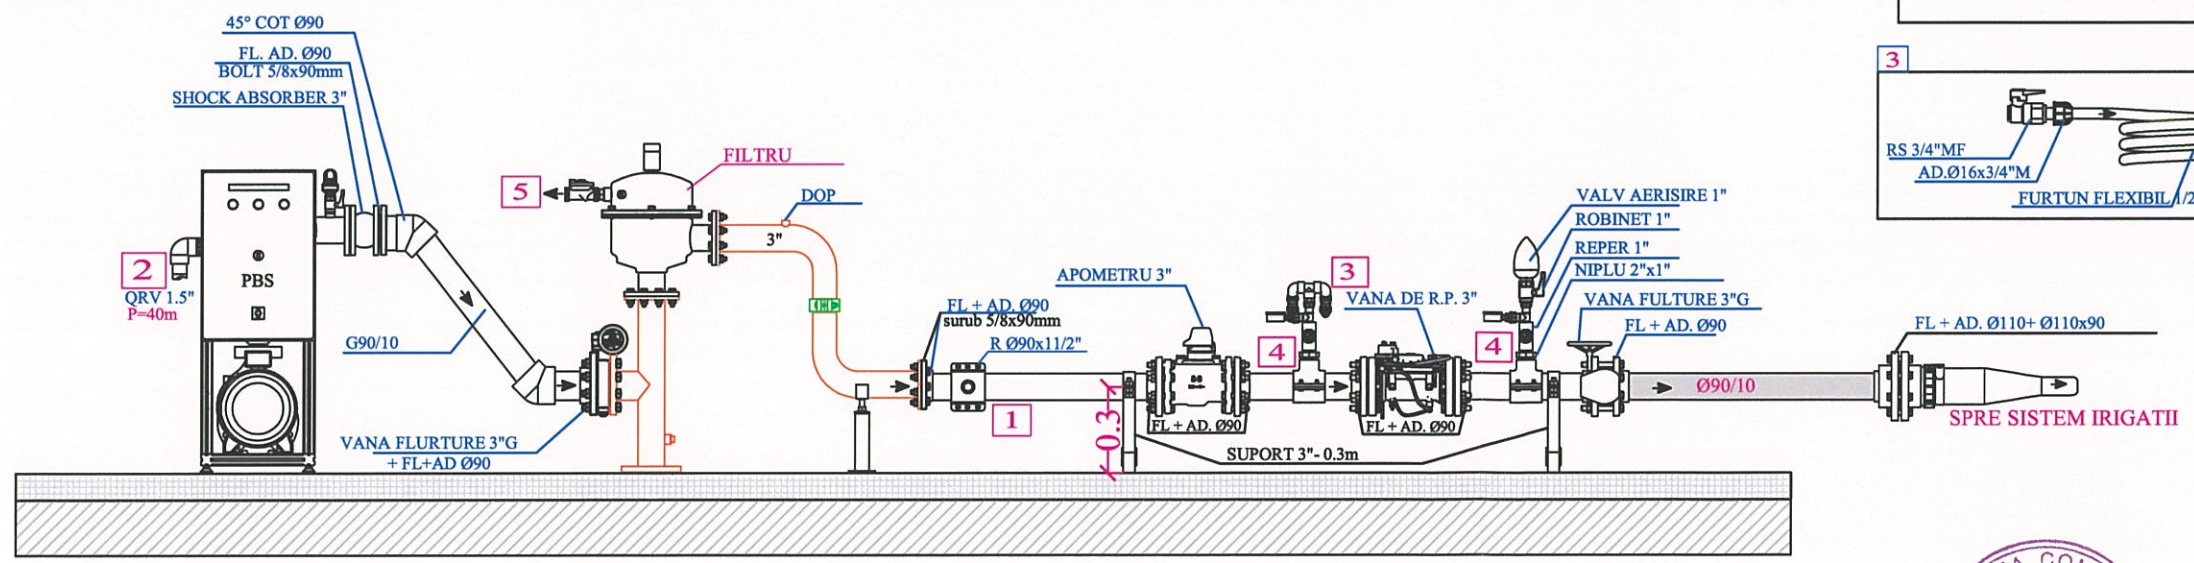 45° COT Ø90
FL. AD. Ø90
BOLT 5/8x90mm
SHOCK ABSORBER 3"
PBS
2
QRV 1.5"
P=40m
G90/10
VANA FLURTURE 3"G
+ FL+AD Ø90
5
FILTRU
DOP
3"
FL + AD. Ø90
surub 5/8x90mm
R Ø90x11/2"
1
0.3
APOMETRU 3"
FL + AD. Ø90
3
4
VANA DE R.P. 3"
FL + AD. Ø90
SUPORT 3"- 0.3m
VALV AERISIRE 1"
ROBINET 1"
REPER 1"
NIPLU 2"x1"
4
VANA FULTURE 3"G
FL + AD. Ø90
Ø90/10
FL + AD. Ø110+ Ø110x90
SPRE SISTEM IRIGATII
3
RS 3/4"MF
AD.Ø16x3/4"M
FURTUN FLEXIBIL 1/2